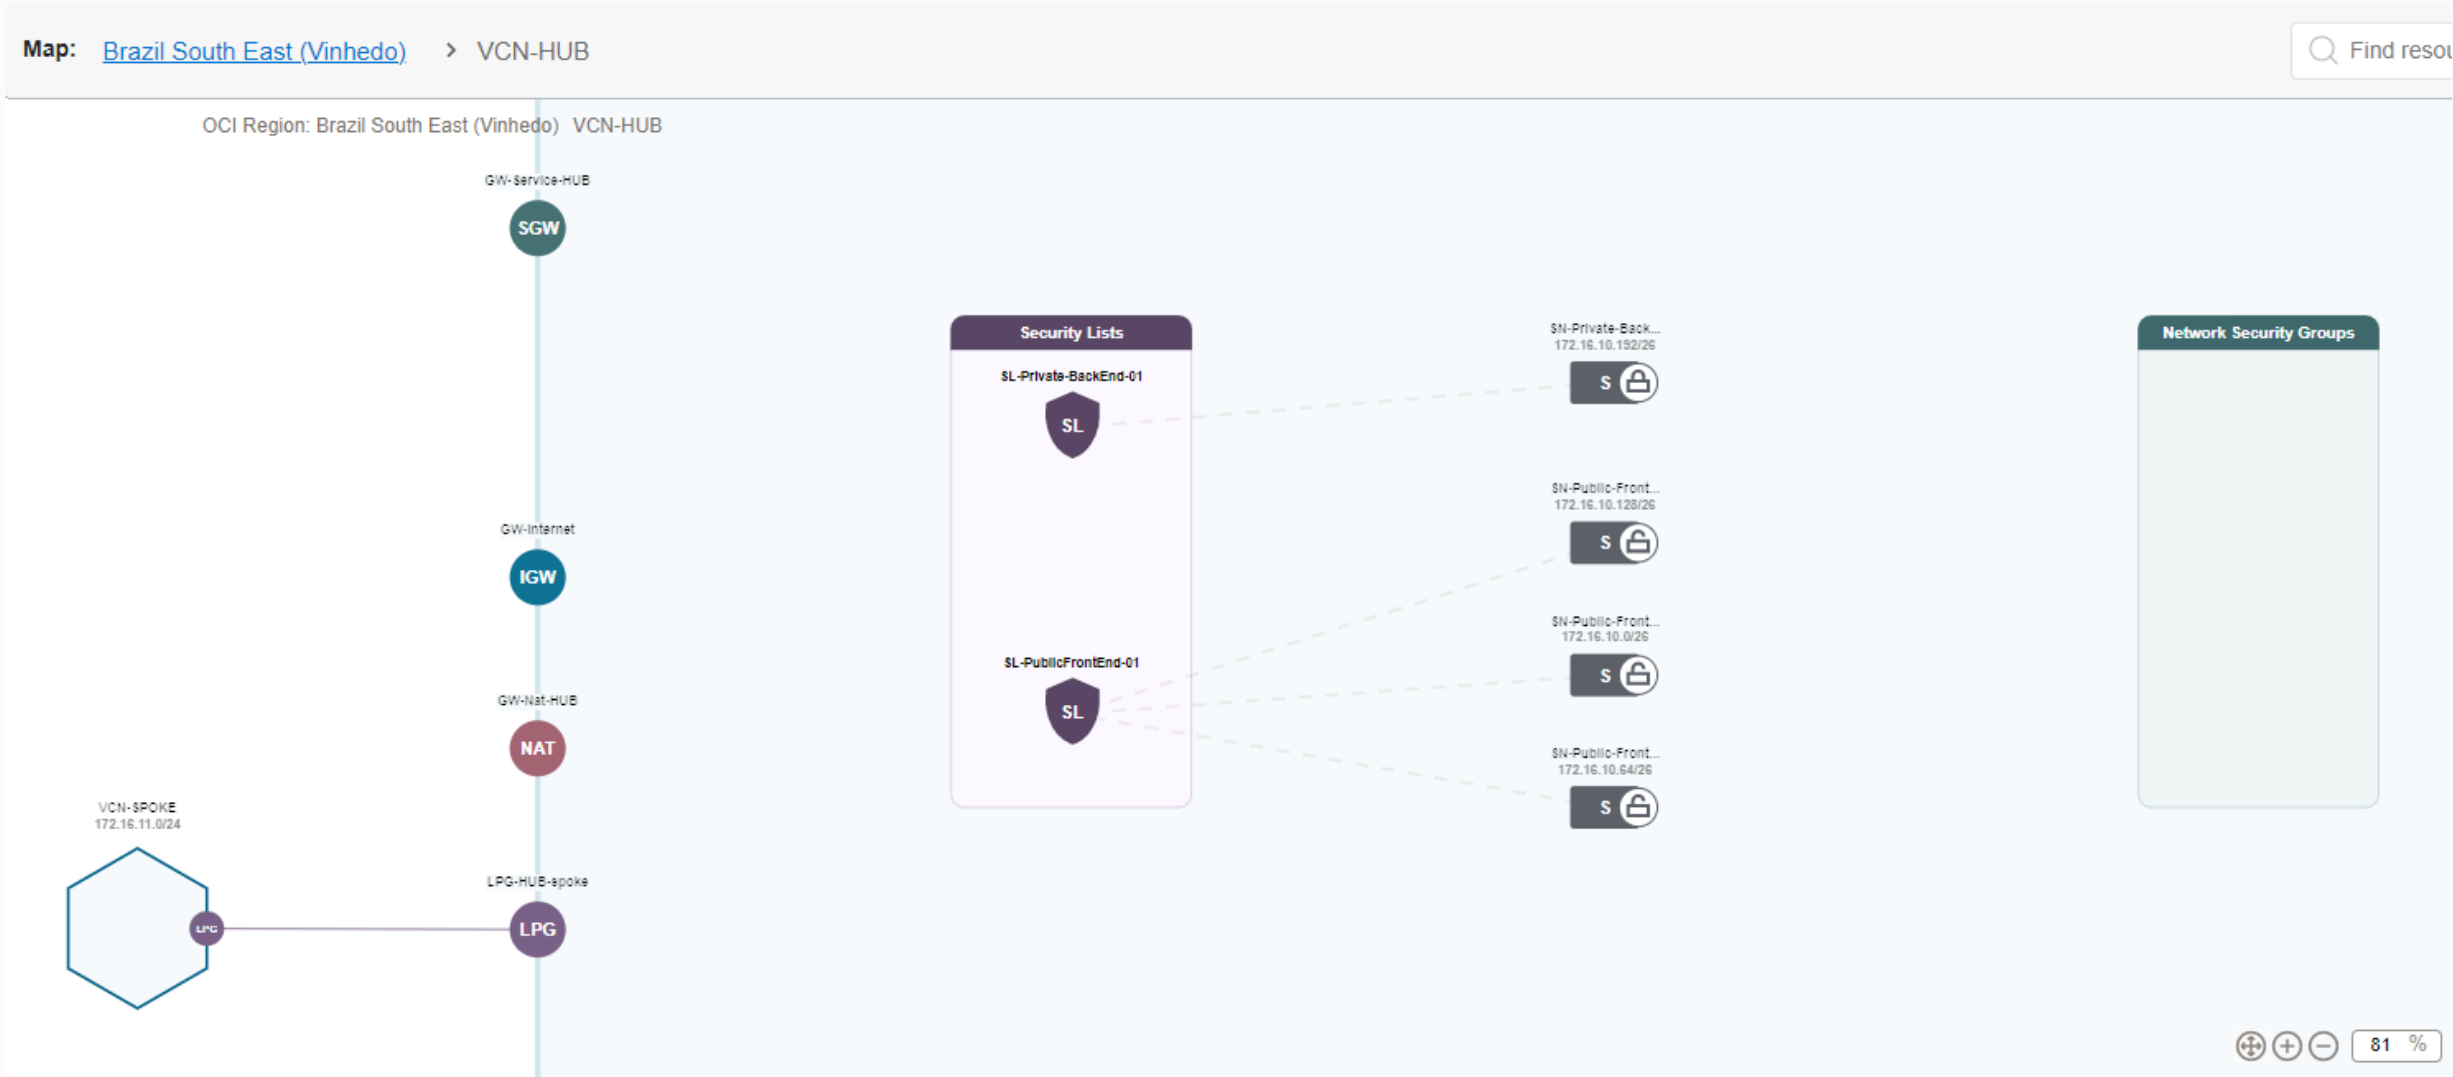 Map: Brazil South East (Vinhedo) > VCN-HUB
Find resou
OCI Region: Brazil South East (Vinhedo) VCN-HUB
GW-Service-HUB
SGW
GW-Internet
IGW
GW-Nat-HUB
NAT
VCN-SPOKE
172.16.11.0/24
LPG
LPG-HUB-spoke
LPG
Security Lists
SL-Private-BackEnd-01
SL
SL-PublicFrontEnd-01
SL
SN-Private-Back...
172.16.10.192/26
S
SN-Public-Front...
172.16.10.128/26
S
SN-Public-Front...
172.16.10.0/26
S
SN-Public-Front...
172.16.10.64/26
S
Network Security Groups
81 %